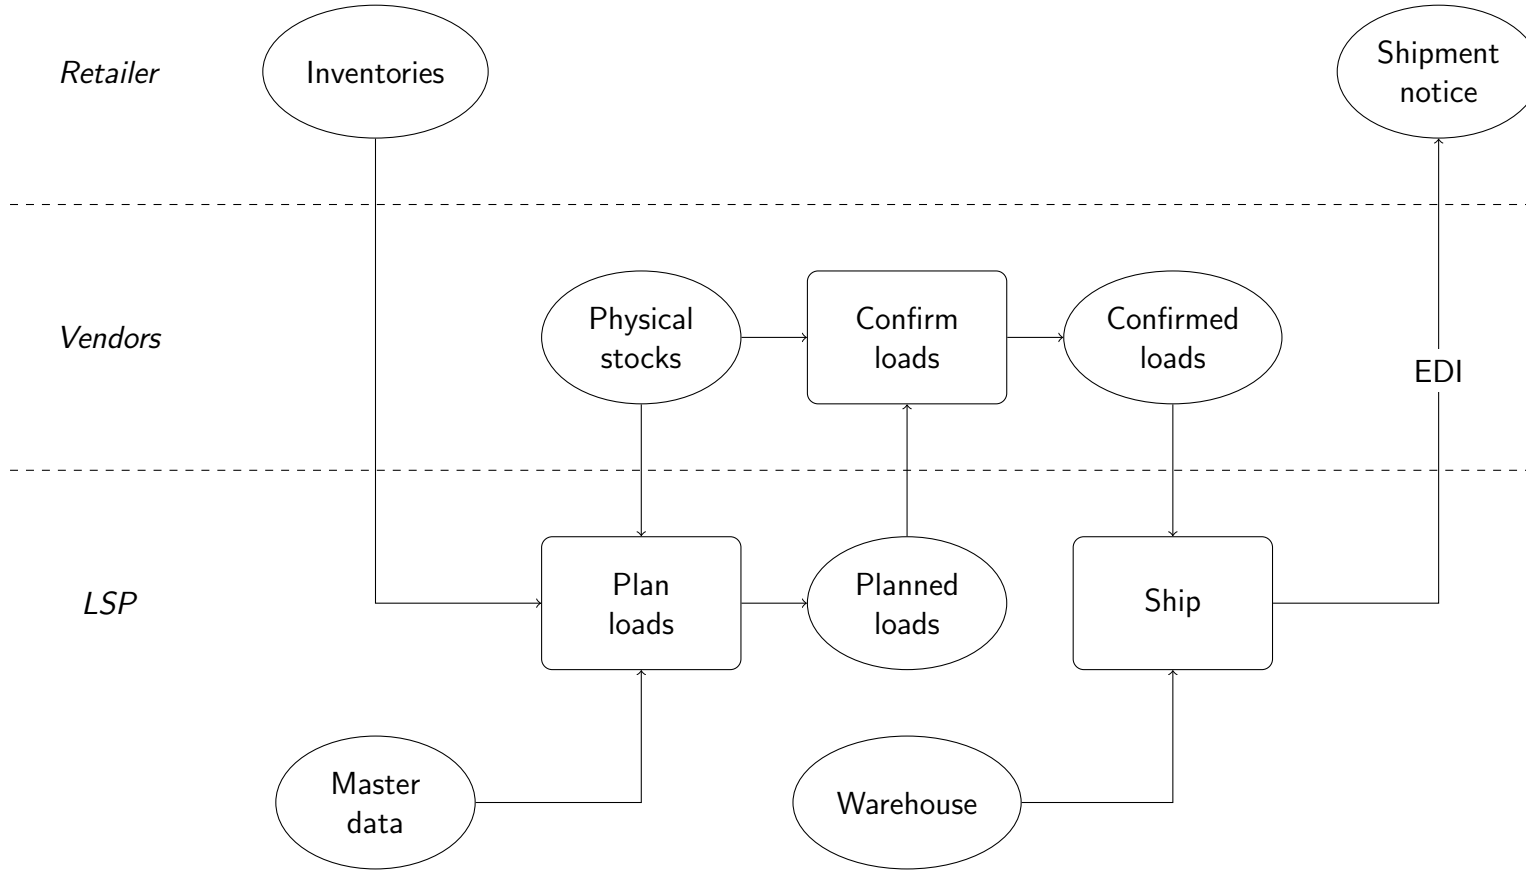 Retailer
Inventories
Shipment
notice
Vendors
Physical
stocks
Confirm
loads
Confirmed
loads
EDI
LSP
Plan
loads
Planned
loads
Ship
Master
data
Warehouse